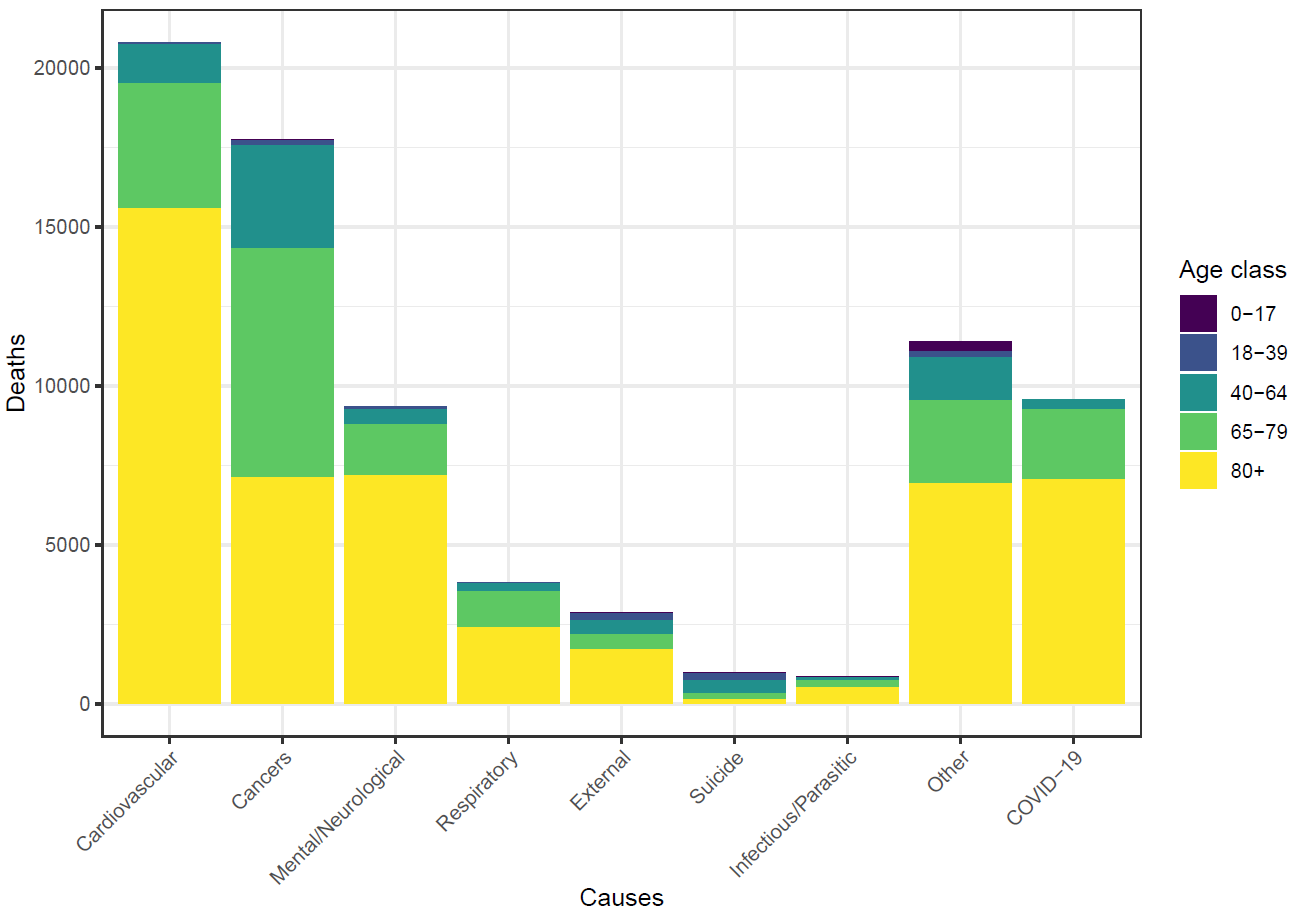 20000
15000
10000
5000
0
Deaths
Cardiovascular
Cancers
Mental/Neurological
Respiratory
External
Suicide
Infectious/Parasitic
Other
COVID−19
Causes
Age class
0−17
18−39
40−64
65−79
80+